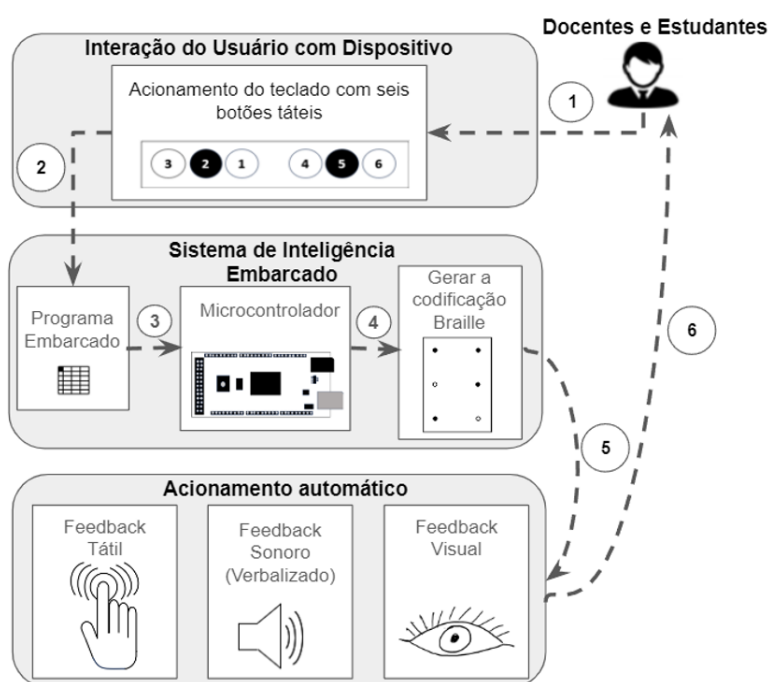 Docentes e Estudantes
Interação do Usuário com Dispositivo
Acionamento do teclado com seis
botões táteis
3 2 1 4 5 6
1
2
Sistema de Inteligência
Embarcado
Programa
Embarcado
3
Microcontrolador
4
Gerar a
codificação
Braille
6
5
Acionamento automático
Feedback
Tátil
Feedback
Sonoro
(Verbalizado)
Feedback
Visual